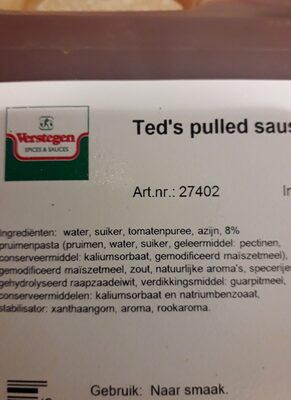 Verstegen
SPICES & SAUCES
Ted's pulled saus
Art.nr.: 27402
In
Ingrediënten: water, suiker, tomatenpuree, azijn, 8%
pruimenpasta (pruimen, water, suiker, geleermiddel: pectinen,
conserveermiddel: kaliumsorbaat, gemodificeerd maïszetmeel),
gemodificeerd maïszetmeel, zout, natuurlijke aroma's, specerijen
gehydrolyseerd raapzaadeiwit, verdikkingsmiddel: guarpitmeel,
conserveermiddelen: kaliumsorbaat en natriumbenzoaat,
stabilisator: xanthaangom, aroma, rookaroma.
Gebruik: Naar smaak.